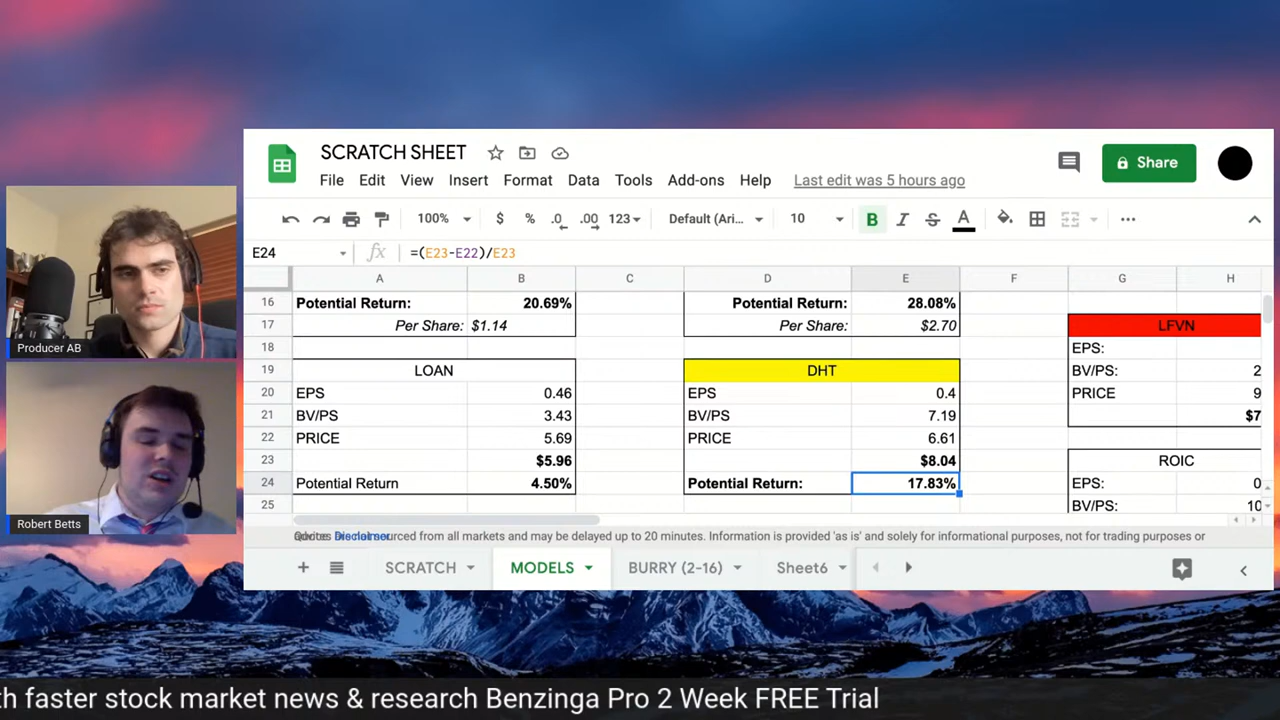 SCRATCH SHEET
File Edit View Insert Format Data Tools Add-ons Help Last edit was 5 hours ago
Share
100% $ % .0 .00 123 Default (Ari... 10 B I S A
E24 fx =(E23-E22)/E23
A B C D E F G H
16 Potential Return: 20.69% Potential Return: 28.08%
17 Per Share: $1.14 Per Share: $2.70 LFVN
18 EPS:
19 LOAN DHT BV/PS: 2
20 EPS 0.46 EPS 0.4 PRICE 9
21 BV/PS 3.43 BV/PS 7.19 $7
22 PRICE 5.69 PRICE 6.61
23 $5.96 $8.04 ROIC
24 Potential Return 4.50% Potential Return: 17.83% EPS: 0
25 BV/PS: 10
sourced from all markets and may be delayed up to 20 minutes. Information is provided 'as is' and solely for informational purposes, not for trading purposes or
+ SCRATCH MODELS BURRY (2-16) Sheet6
Producer AB
Robert Betts
th faster stock market news & research Benzinga Pro 2 Week FREE Trial